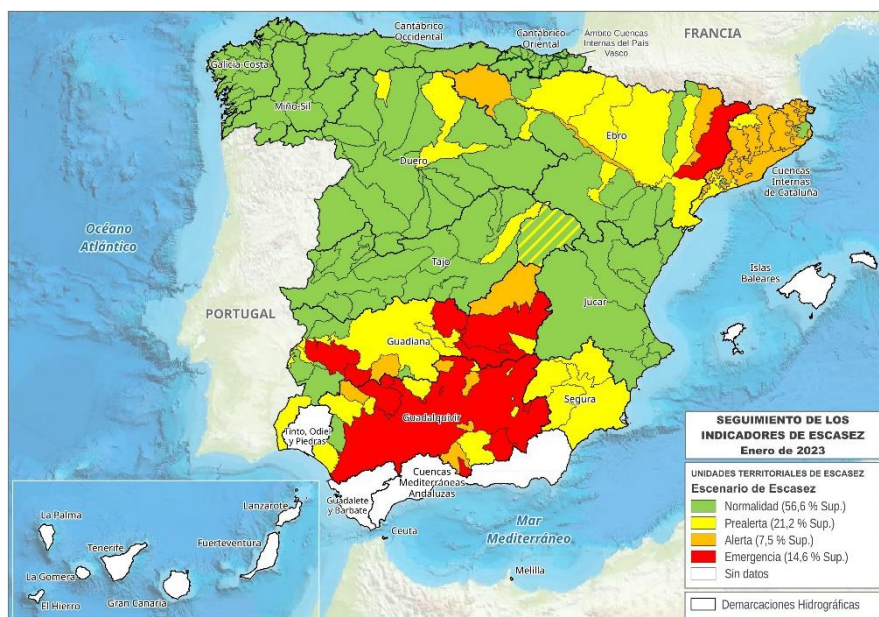 Cantábrico
Occidental
Cantábrico
Oriental
Ámbito Cuencas
Internas del País
Vasco
FRANCIA
Galicia-Costa
Miño-Sil
Ebro
Duero
Cuencas
Internas
de Cataluña
Océano
Atlántico
Tajo
Islas
Baleares
Júcar
PORTUGAL
Guadiana
Segura
Guadalquivir
Tinto, Odiel
y Piedras
Cuencas
Mediterráneas
Andaluzas
Guadalete
y Barbate
Ceuta
Mar
Mediterráneo
Melilla
La Palma
Lanzarote
Tenerife
Fuerteventura
La Gomera
El Hierro
Gran Canaria
SEGUIMIENTO DE LOS
INDICADORES DE ESCASEZ
Enero de 2023
UNIDADES TERRITORIALES DE ESCASEZ
Escenario de Escasez
Normalidad (56,6 % Sup.)
Prealerta (21,2 % Sup.)
Alerta (7,5 % Sup.)
Emergencia (14,6 % Sup.)
Sin datos
Demarcaciones Hidrográficas